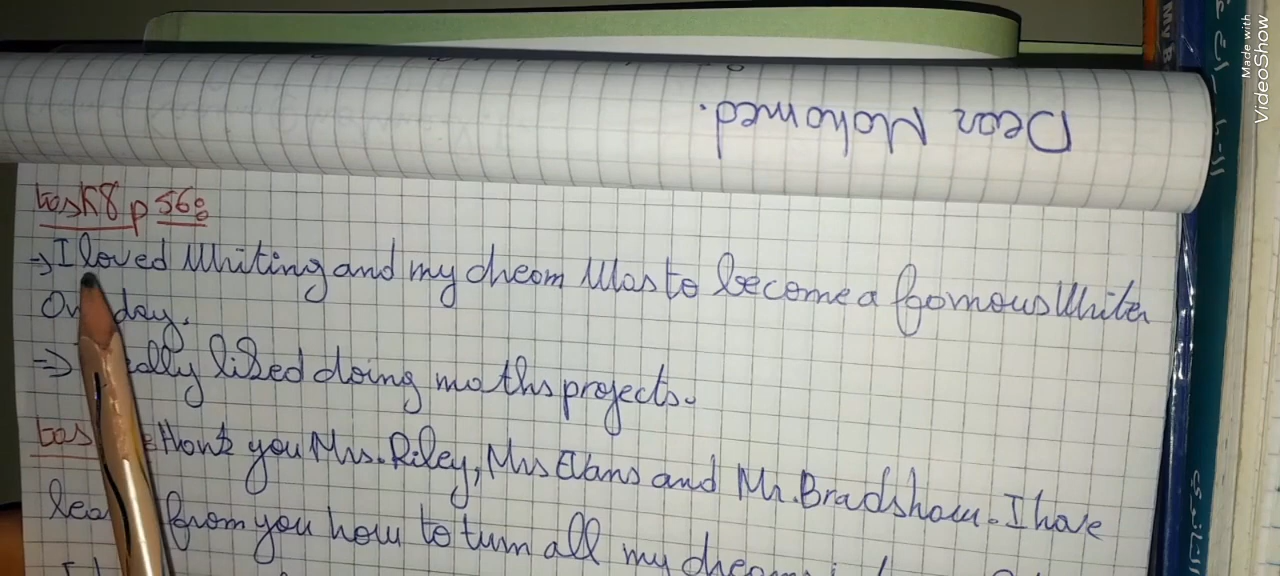 Dear Mohamed.
task 8 p 56:
→ I loved writing and my dream was to become a famous writer
day.
⇒ liked doing maths projects.
thank you Mrs. Riley, Mrs Evans and Mr. Bradshaw. I have
from you how to turn all my
Made with
VideoShow
My B